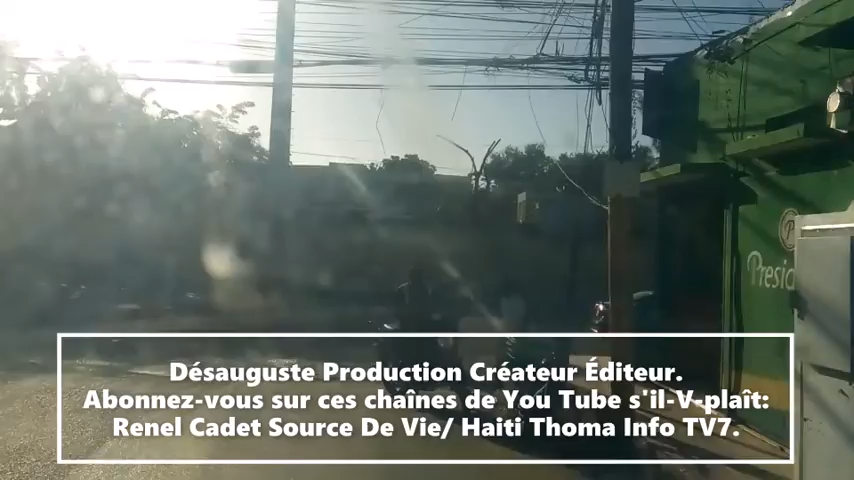 Presid
Désauguste Production Créateur Éditeur.
Abonnez-vous sur ces chaînes de You Tube s'il-V-plaît:
Renel Cadet Source De Vie/ Haiti Thoma Info TV7.